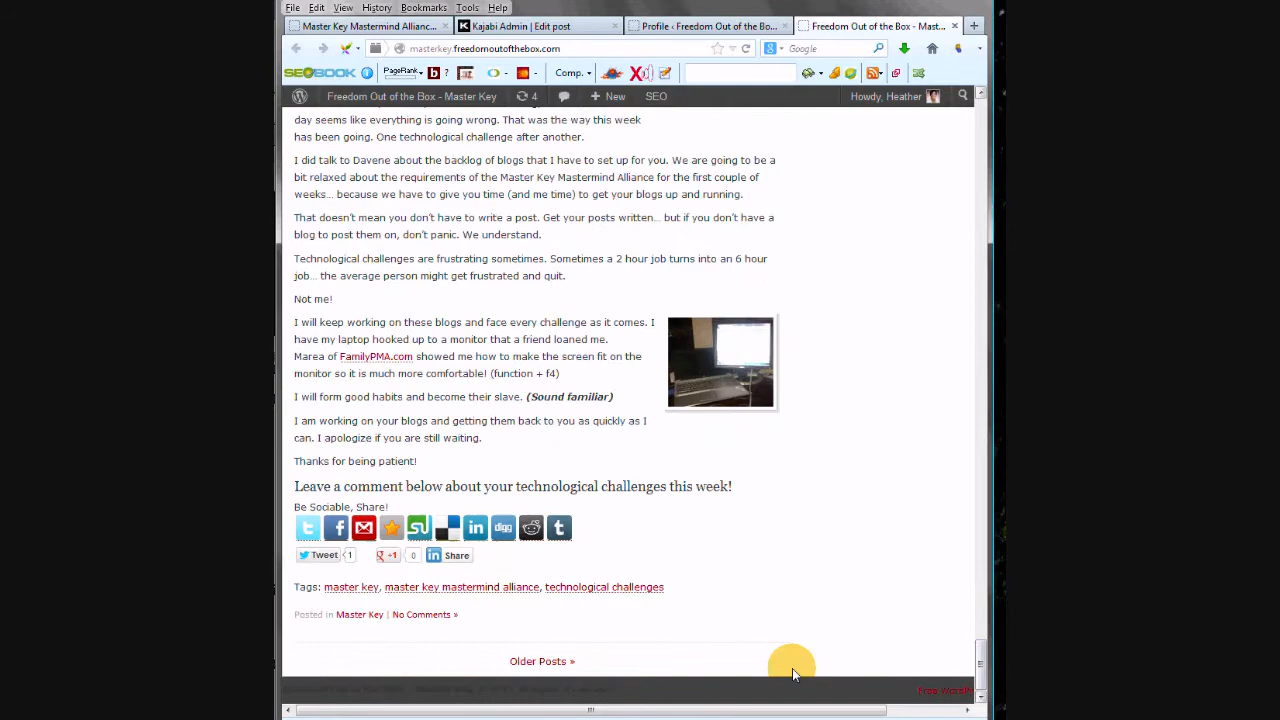 File Edit View History Bookmarks Tools Help
Master Key Mastermind Allianc... × Kajabi Admin | Edit post × Profile ‹ Freedom Out of the Bo... × Freedom Out of the Box - Mast... × +
masterkey.freedomoutofthebox.com Google
SEOBOOK PageRank b ? Comp.
Freedom Out of the Box - Master Key 4 + New SEO Howdy, Heather
day seems like everything is going wrong. That was the way this week
has been going. One technological challenge after another.
I did talk to Davene about the backlog of blogs that I have to set up for you. We are going to be a
bit relaxed about the requirements of the Master Key Mastermind Alliance for the first couple of
weeks… because we have to give you time (and me time) to get your blogs up and running.
That doesn't mean you don't have to write a post. Get your posts written… but if you don't have a
blog to post them on, don't panic. We understand.
Technological challenges are frustrating sometimes. Sometimes a 2 hour job turns into an 6 hour
job… the average person might get frustrated and quit.
Not me!
I will keep working on these blogs and face every challenge as it comes. I
have my laptop hooked up to a monitor that a friend loaned me.
Marea of FamilyPMA.com showed me how to make the screen fit on the
monitor so it is much more comfortable! (function + f4)
I will form good habits and become their slave. (Sound familiar)
I am working on your blogs and getting them back to you as quickly as I
can. I apologize if you are still waiting.
Thanks for being patient!
Leave a comment below about your technological challenges this week!
Be Sociable, Share!
Tweet 1 +1 0 Share
Tags: master key, master key mastermind alliance, technological challenges
Posted in Master Key | No Comments »
Older Posts »